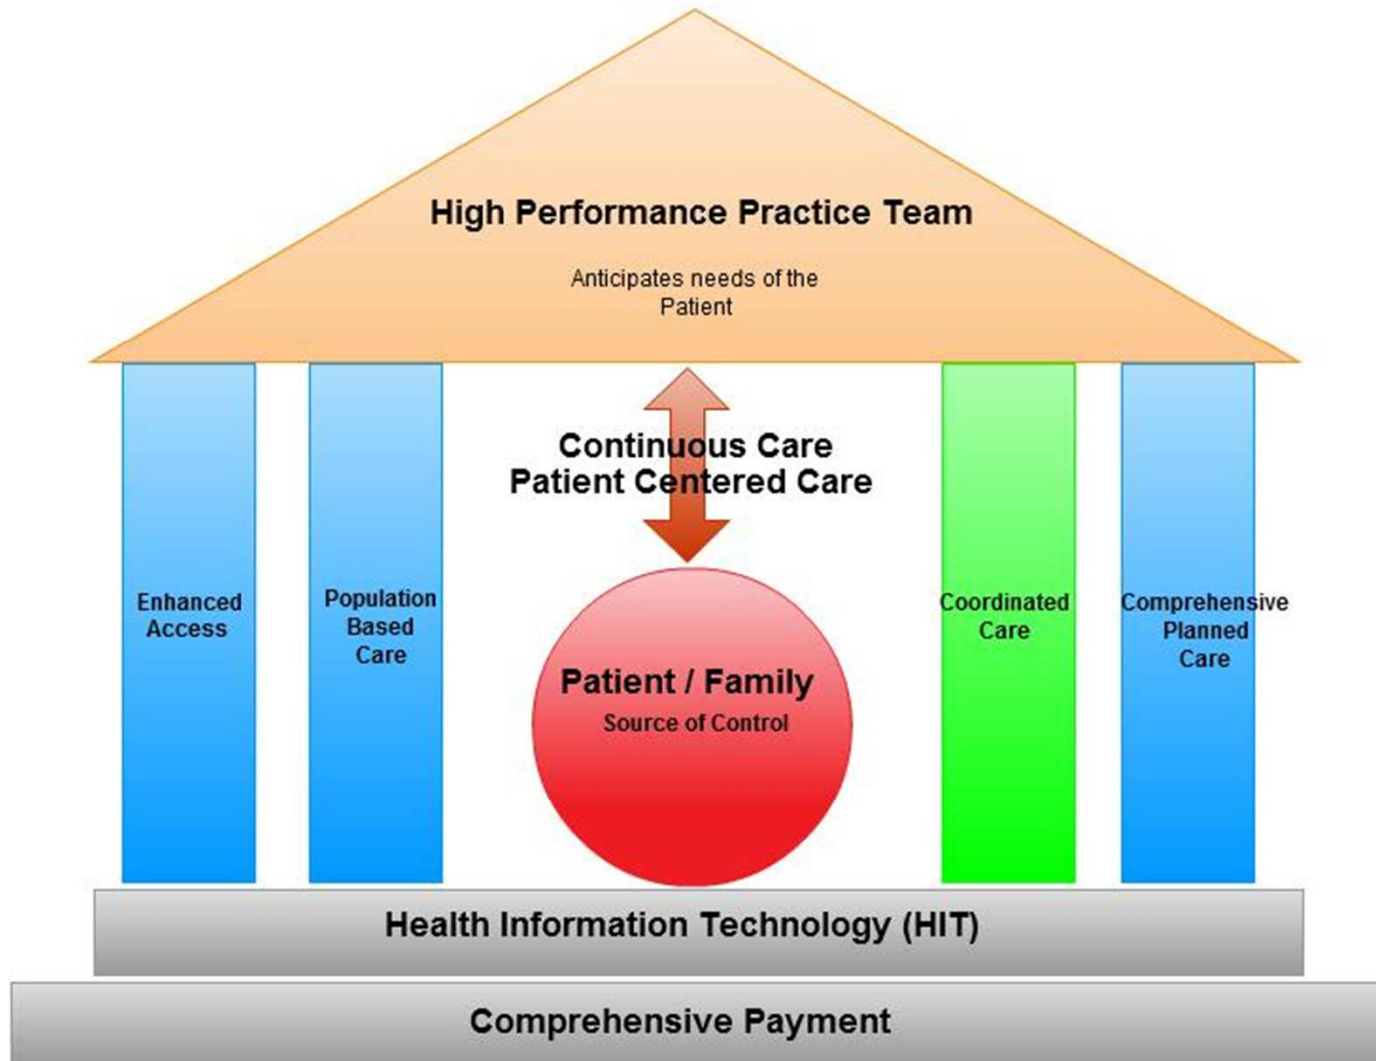 High Performance Practice Team
Anticipates needs of the
Patient
Continuous Care
Patient Centered Care
Enhanced
Access
Population
Based
Care
Patient / Family
Source of Control
Coordinated
Care
Comprehensive
Planned
Care
Health Information Technology (HIT)
Comprehensive Payment